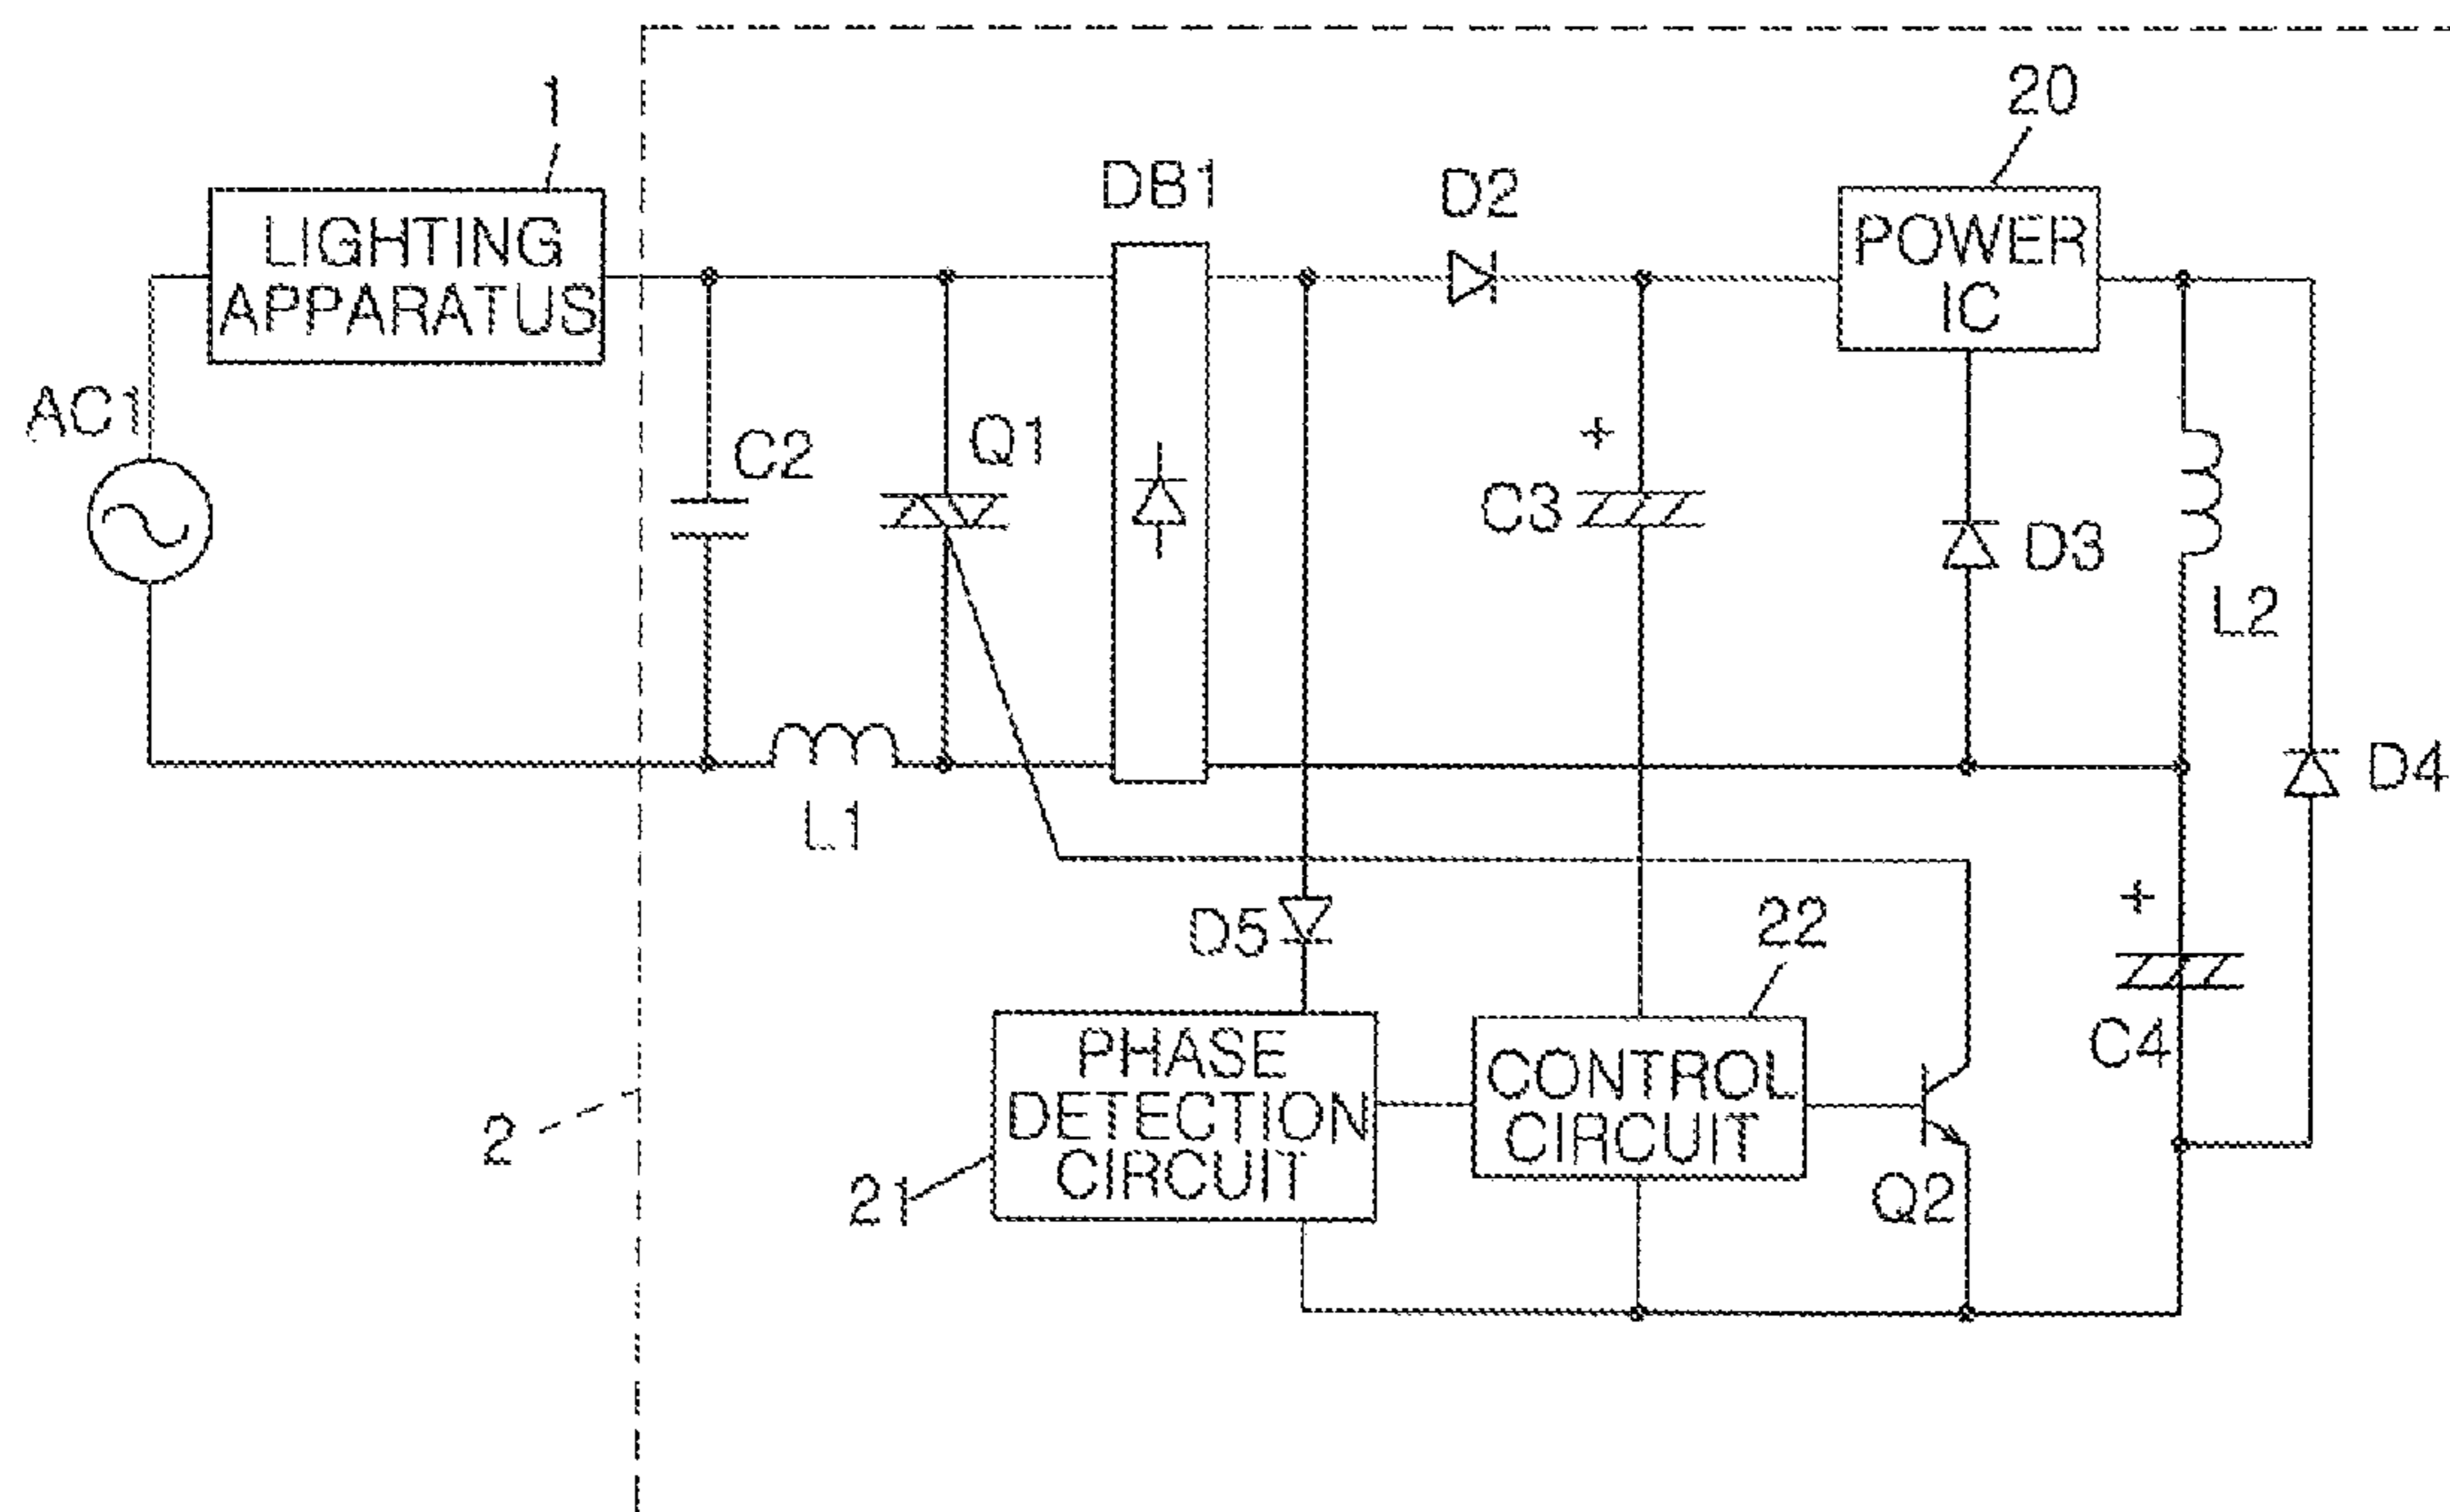 1
20
LIGHTING
APPARATUS
DB1
D2
POWER
IC
AC1
C2
Q1
+
C3
D3
L2
L1
D4
D5
22
+
C4
PHASE
DETECTION
CIRCUIT
CONTROL
CIRCUIT
2
21
Q2